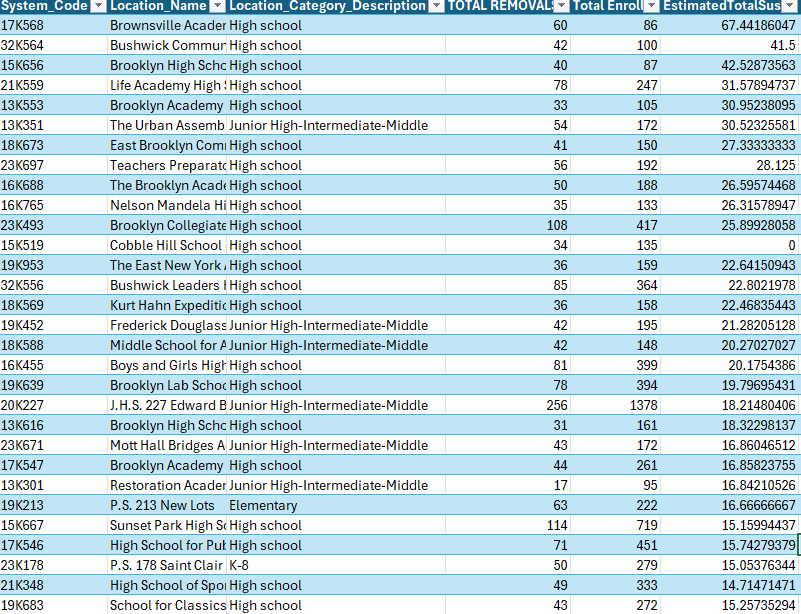 System_Code Location_Name Location_Category_Description TOTAL REMOVALS Total Enroll EstimatedTotalSus
17K568 Brownsville Acader High school 60 86 67.44186047
32K564 Bushwick Commun High school 42 100 41.5
15K656 Brooklyn High Scho High school 40 87 42.52873563
21K559 Life Academy High S High school 78 247 31.57894737
13K553 Brooklyn Academy High school 33 105 30.95238095
13K351 The Urban Assemb Junior High-Intermediate-Middle 54 172 30.52325581
18K673 East Brooklyn Com High school 41 150 27.33333333
23K697 Teachers Preparato High school 56 192 28.125
16K688 The Brooklyn Acade High school 50 188 26.59574468
16K765 Nelson Mandela Hi High school 35 133 26.31578947
23K493 Brooklyn Collegiate High school 108 417 25.89928058
15K519 Cobble Hill School High school 34 135 0
19K953 The East New York A High school 36 159 22.64150943
32K556 Bushwick Leaders H High school 85 364 22.8021978
18K569 Kurt Hahn Expeditic High school 36 158 22.46835443
19K452 Frederick Douglass Junior High-Intermediate-Middle 42 195 21.28205128
18K588 Middle School for A Junior High-Intermediate-Middle 42 148 20.27027027
16K455 Boys and Girls High High school 81 399 20.1754386
19K639 Brooklyn Lab Schoo High school 78 394 19.79695431
20K227 J.H.S. 227 Edward B Junior High-Intermediate-Middle 256 1378 18.21480406
13K616 Brooklyn High Scho High school 31 161 18.32298137
23K671 Mott Hall Bridges A Junior High-Intermediate-Middle 43 172 16.86046512
17K547 Brooklyn Academy High school 44 261 16.85823755
13K301 Restoration Acader Junior High-Intermediate-Middle 17 95 16.84210526
19K213 P.S. 213 New Lots Elementary 63 222 16.66666667
15K667 Sunset Park High Sc High school 114 719 15.15994437
17K546 High School for Pub High school 71 451 15.74279379
23K178 P.S. 178 Saint Clair K-8 50 279 15.05376344
21K348 High School of Spor High school 49 333 14.71471471
19K683 School for Classics High school 43 272 15.25735294